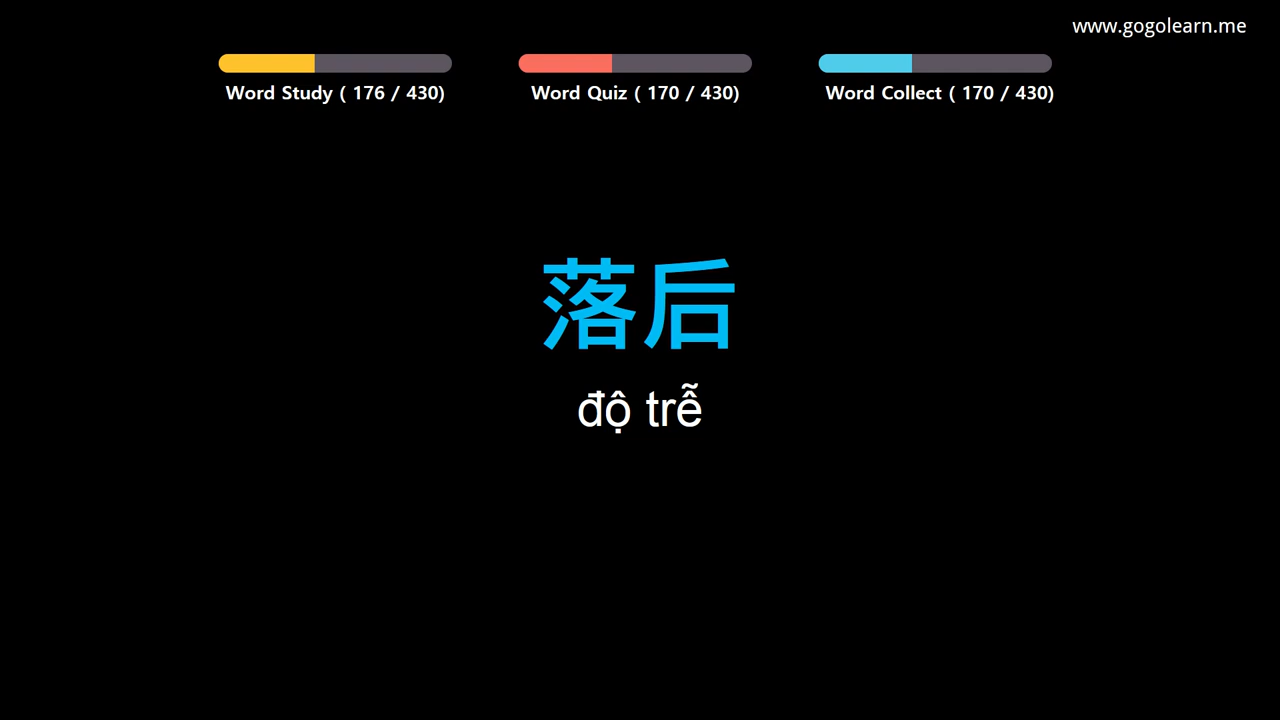 www.gogolearn.me
Word Study ( 176 / 430)
Word Quiz ( 170 / 430)
Word Collect ( 170 / 430)
落后
độ trễ